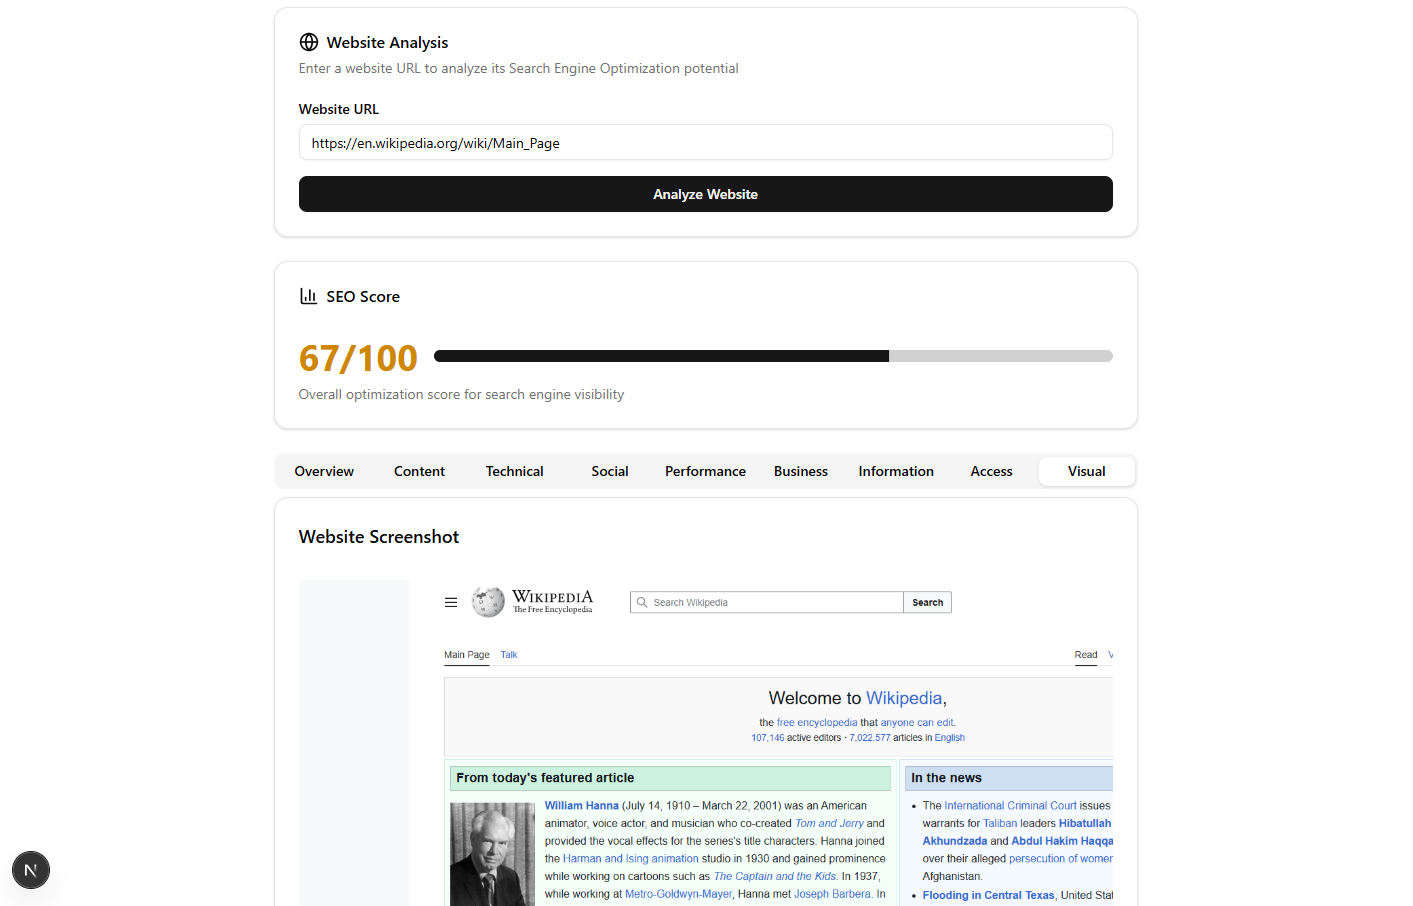 Website Analysis
Enter a website URL to analyze its Search Engine Optimization potential
Website URL
https://en.wikipedia.org/wiki/Main_Page
Analyze Website
SEO Score
67/100
Overall optimization score for search engine visibility
Overview Content Technical Social Performance Business Information Access Visual
Website Screenshot
WIKIPEDIA
The Free Encyclopedia
Search Wikipedia
Search
Main Page Talk
Read V
Welcome to Wikipedia,
the free encyclopedia that anyone can edit.
107,146 active editors · 7,022,577 articles in English
From today's featured article
William Hanna (July 14, 1910 – March 22, 2001) was an American
animator, voice actor, and musician who co-created Tom and Jerry and
provided the vocal effects for the series's title characters. Hanna joined
the Harman and Ising animation studio in 1930 and gained prominence
while working on cartoons such as The Captain and the Kids. In 1937,
while working at Metro-Goldwyn-Mayer, Hanna met Joseph Barbera. In
In the news
• The International Criminal Court issues
warrants for Taliban leaders Hibatullah
Akhundzada and Abdul Hakim Haqqa
over their alleged persecution of women
Afghanistan.
• Flooding in Central Texas, United Stat
N